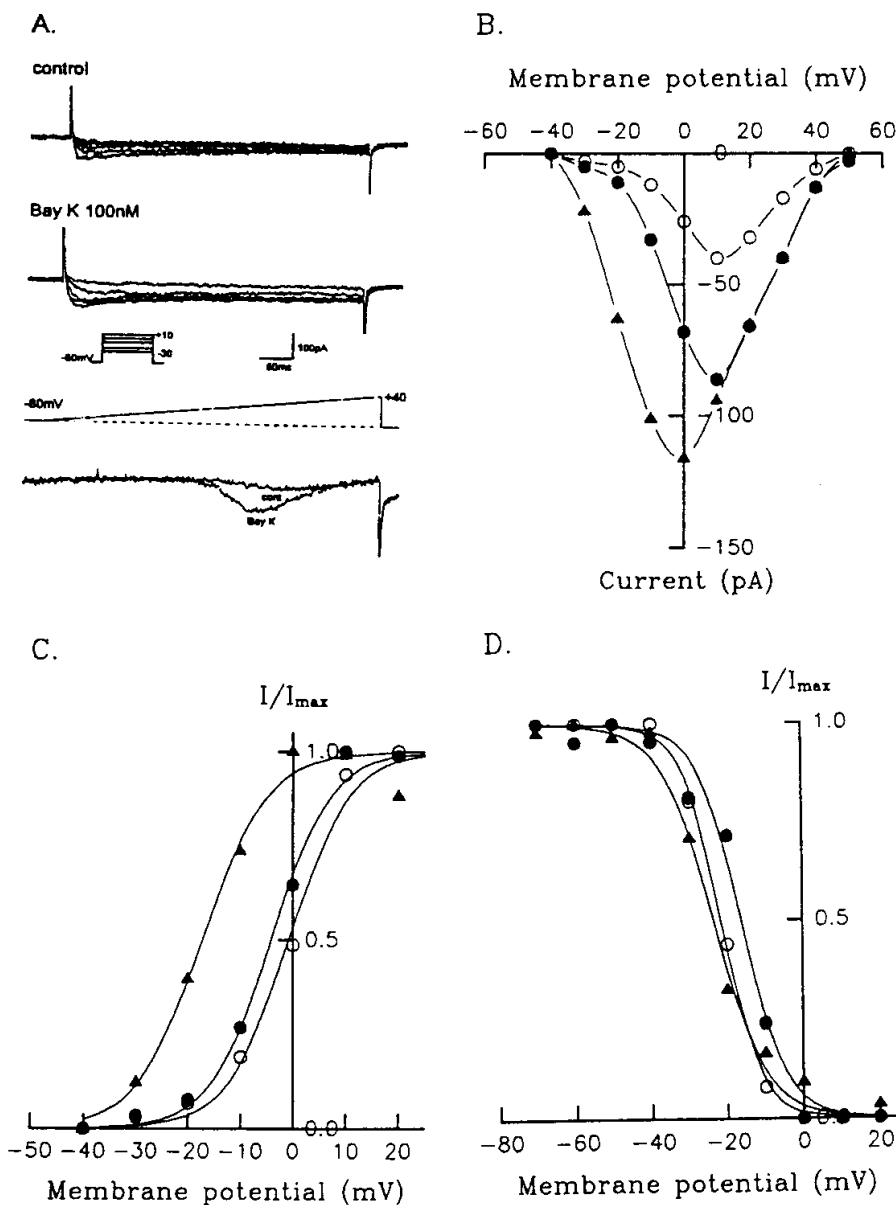 A.
control
Bay K 100nM
-60mV
+10
-30
100pA
50ms
-60mV
+40
cont
Bay K
B.
Membrane potential (mV)
-60 -40 -20 0 20 40 60
0
-50
-100
-150
Current (pA)
C.
I/Imax
1.0
0.5
0.0
-50 -40 -30 -20 -10 0 10 20
Membrane potential (mV)
D.
I/Imax
1.0
0.5
-80 -60 -40 -20 0 20
Membrane potential (mV)